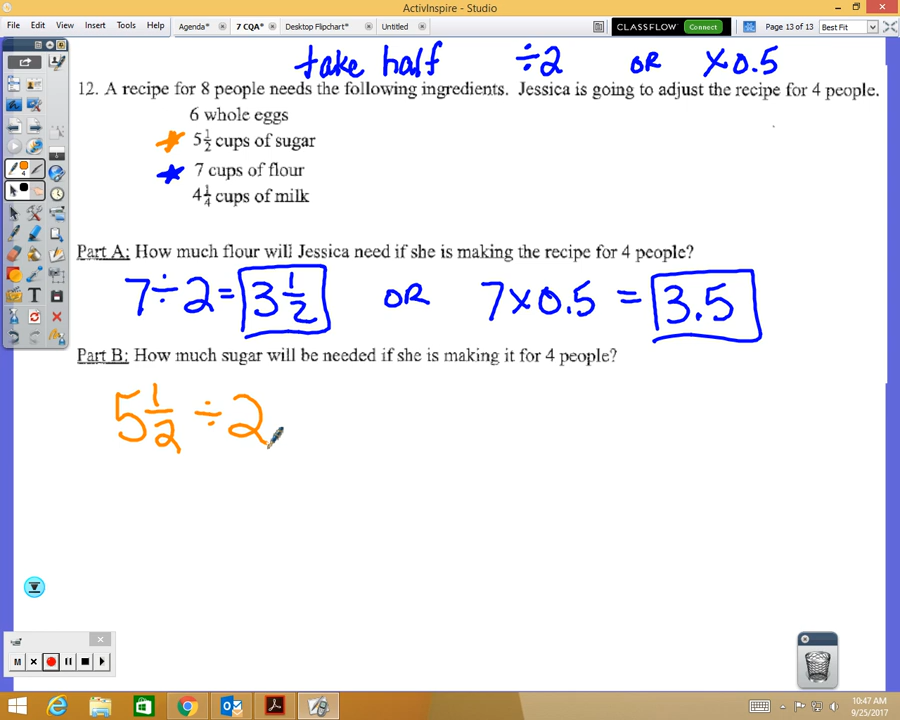 ActivInspire - Studio
File Edit View Insert Tools Help Agenda* 7 CQA* Desktop Flipchart* Untitled CLASSFLOW Connect Page 13 of 13 Best Fit
take half ÷2 OR ×0.5
12. A recipe for 8 people needs the following ingredients. Jessica is going to adjust the recipe for 4 people.
6 whole eggs
5 1/2 cups of sugar
7 cups of flour
4 1/4 cups of milk
Part A: How much flour will Jessica need if she is making the recipe for 4 people?
7÷2= 3 1/2 OR 7×0.5 = 3.5
Part B: How much sugar will be needed if she is making it for 4 people?
5 1/2 ÷2
M
10:47 AM
9/25/2017